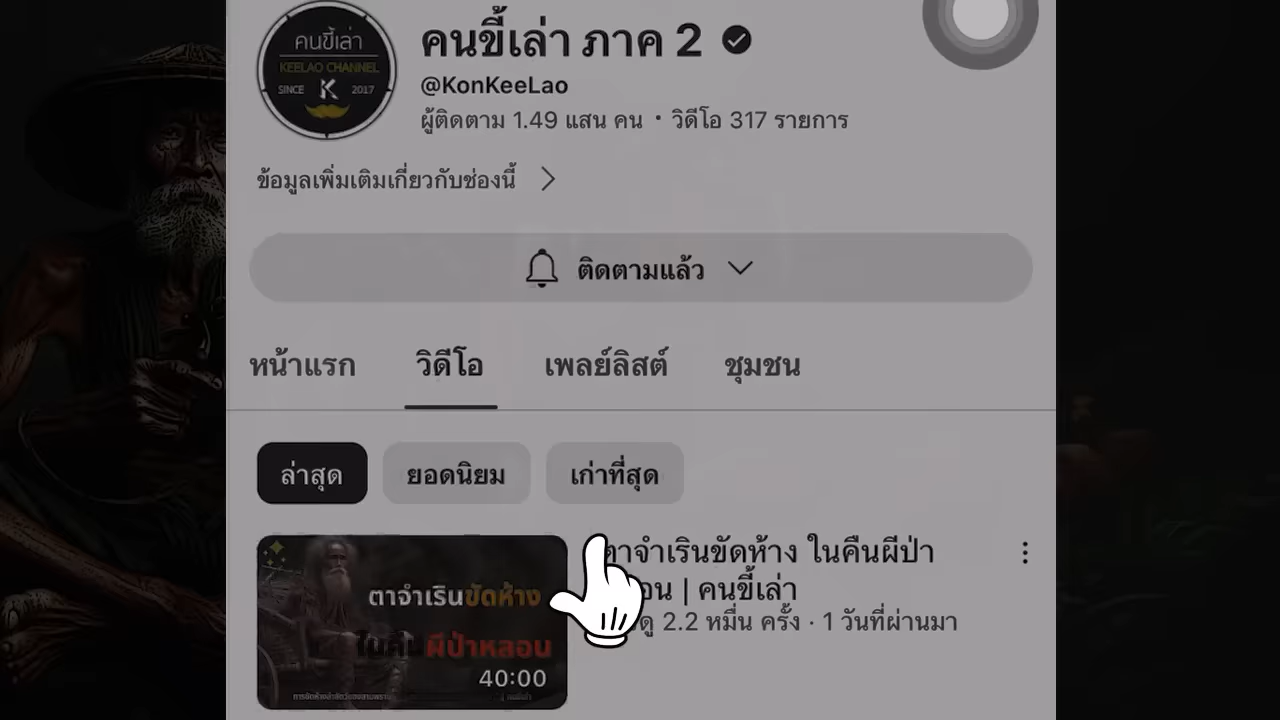 คนขี้เล่า
KEELAO CHANNEL
SINCE K 2017
คนขี้เล่า ภาค 2
@KonKeeLao
ผู้ติดตาม 1.49 แสน คน • วิดีโอ 317 รายการ
ข้อมูลเพิ่มเติมเกี่ยวกับช่องนี้
ติดตามแล้ว
หน้าแรก วิดีโอ เพลย์ลิสต์ ชุมชน
ล่าสุด ยอดนิยม เก่าที่สุด
ตาจำเรินขัดห้าง
ในคืนผีป่าหลอน
40:00
ตาจำเรินขัดห้าง ในคืนผีป่า
อน | คนขี้เล่า
ดู 2.2 หมื่น ครั้ง · 1 วันที่ผ่านมา